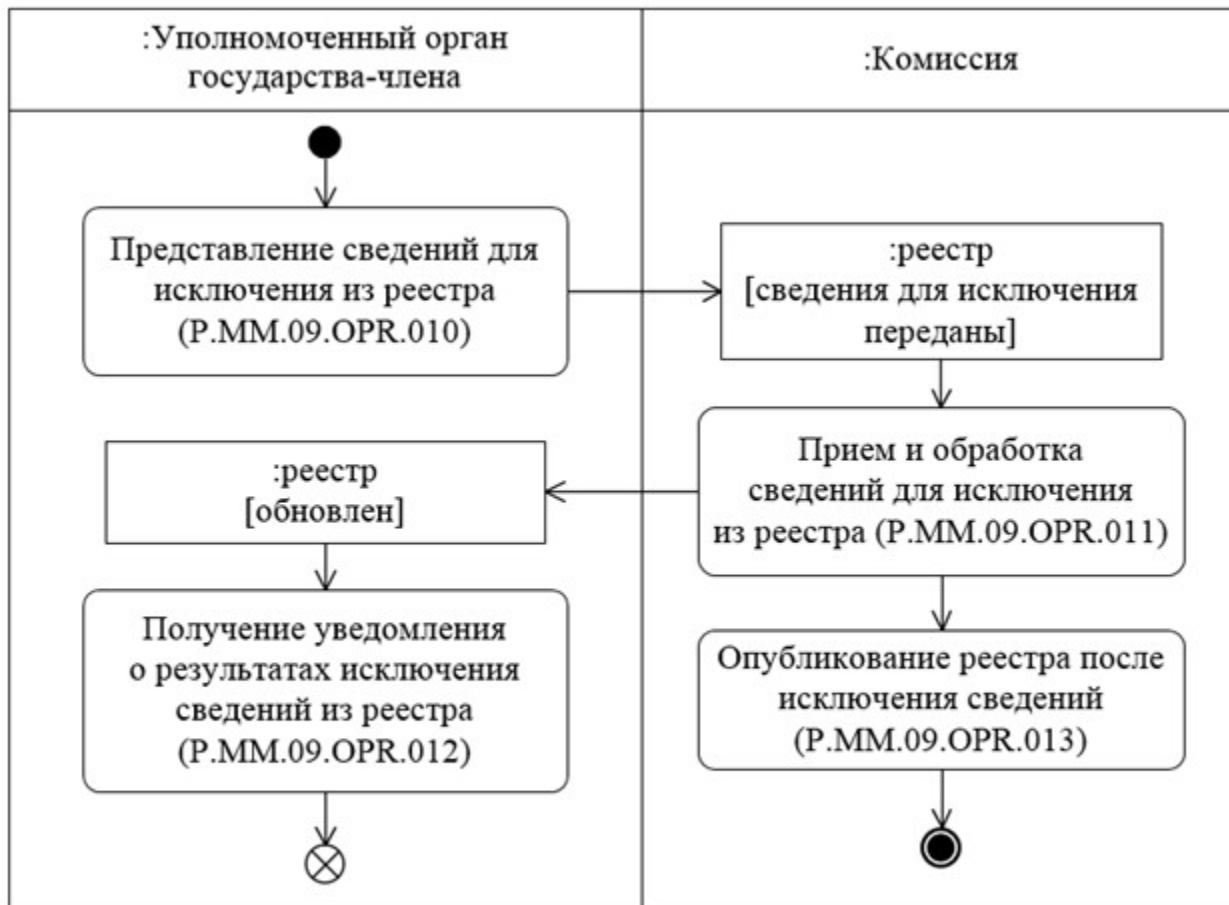 :Уполномоченный орган
государства-члена
:Комиссия
Представление сведений для
исключения из реестра
(P.MM.09.OPR.010)
:реестр
[сведения для исключения
переданы]
Прием и обработка
сведений для исключения
из реестра (P.MM.09.OPR.011)
:реестр
[обновлен]
Получение уведомления
о результатах исключения
сведений из реестра
(P.MM.09.OPR.012)
Опубликование реестра после
исключения сведений
(P.MM.09.OPR.013)